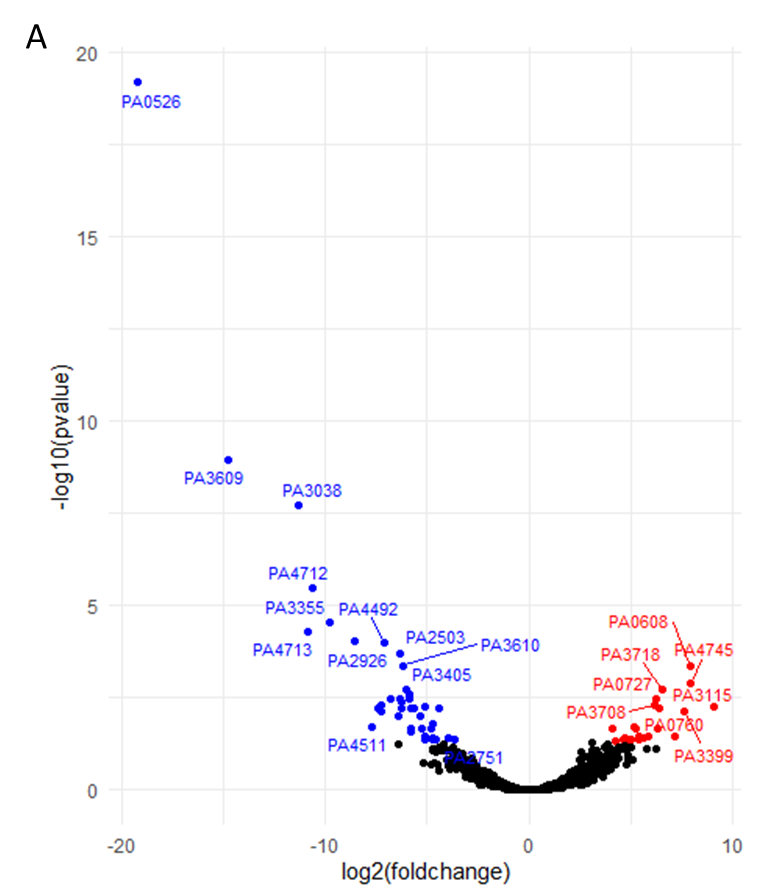 A
20
PA0526
15
-log10(pvalue)
10
PA3609
PA3038
PA4712
5
PA3355
PA4492
PA0608
PA4713
PA2503
PA3610
PA3718
PA4745
PA2926
PA3405
PA0727
PA3115
PA3708
PA0760
PA4511
PA2751
PA3399
0
-20
-10
0
10
log2(foldchange)